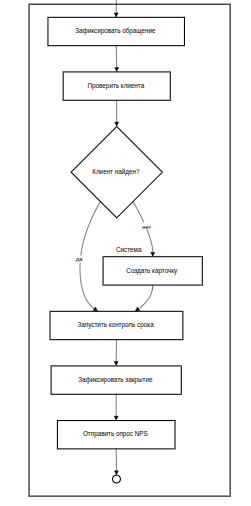 Зафиксировать обращение
Проверить клиента
Клиент найден?
нет
Система
да
Создать карточку
Запустить контроль срока
Зафиксировать закрытие
Отправить опрос NPS